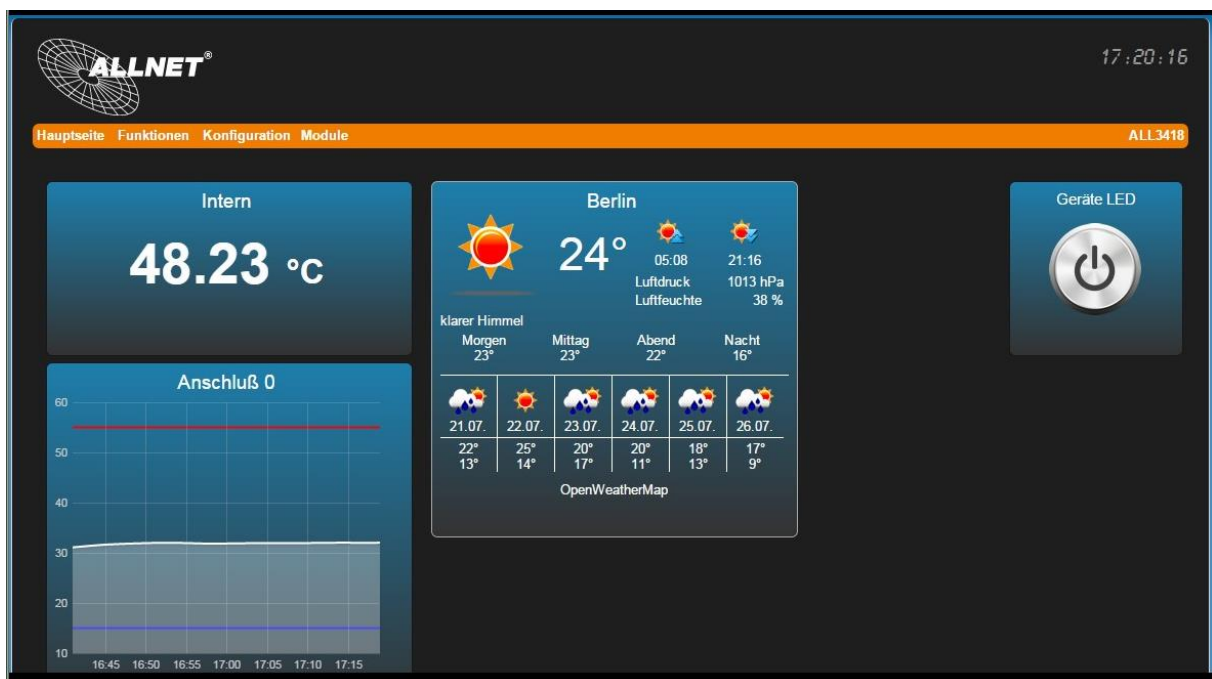 ALLNET®
17:20:16
Hauptseite Funktionen Konfiguration Module ALL3418
Intern
48.23 °C
Anschluß 0
60
50
40
30
20
10
16:45 16:50 16:55 17:00 17:05 17:10 17:15
Berlin
24°
05:08 21:16
Luftdruck 1013 hPa
Luftfeuchte 38 %
klarer Himmel
Morgen Mittag Abend Nacht
23° 23° 22° 16°
21.07. 22.07. 23.07. 24.07. 25.07. 26.07.
22° 25° 20° 20° 18° 17°
13° 14° 17° 11° 13° 9°
OpenWeatherMap
Geräte LED